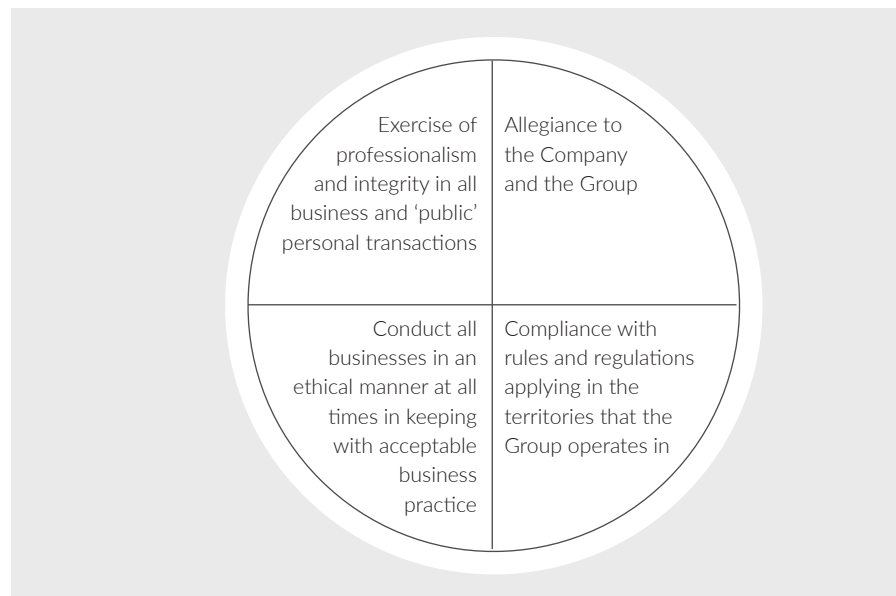 Exercise of
professionalism
and integrity in all
business and ‘public’
personal transactions
Allegiance to
the Company
and the Group
Conduct all
businesses in an
ethical manner at all
times in keeping
with acceptable
business
practice
Compliance with
rules and regulations
applying in the
territories that the
Group operates in